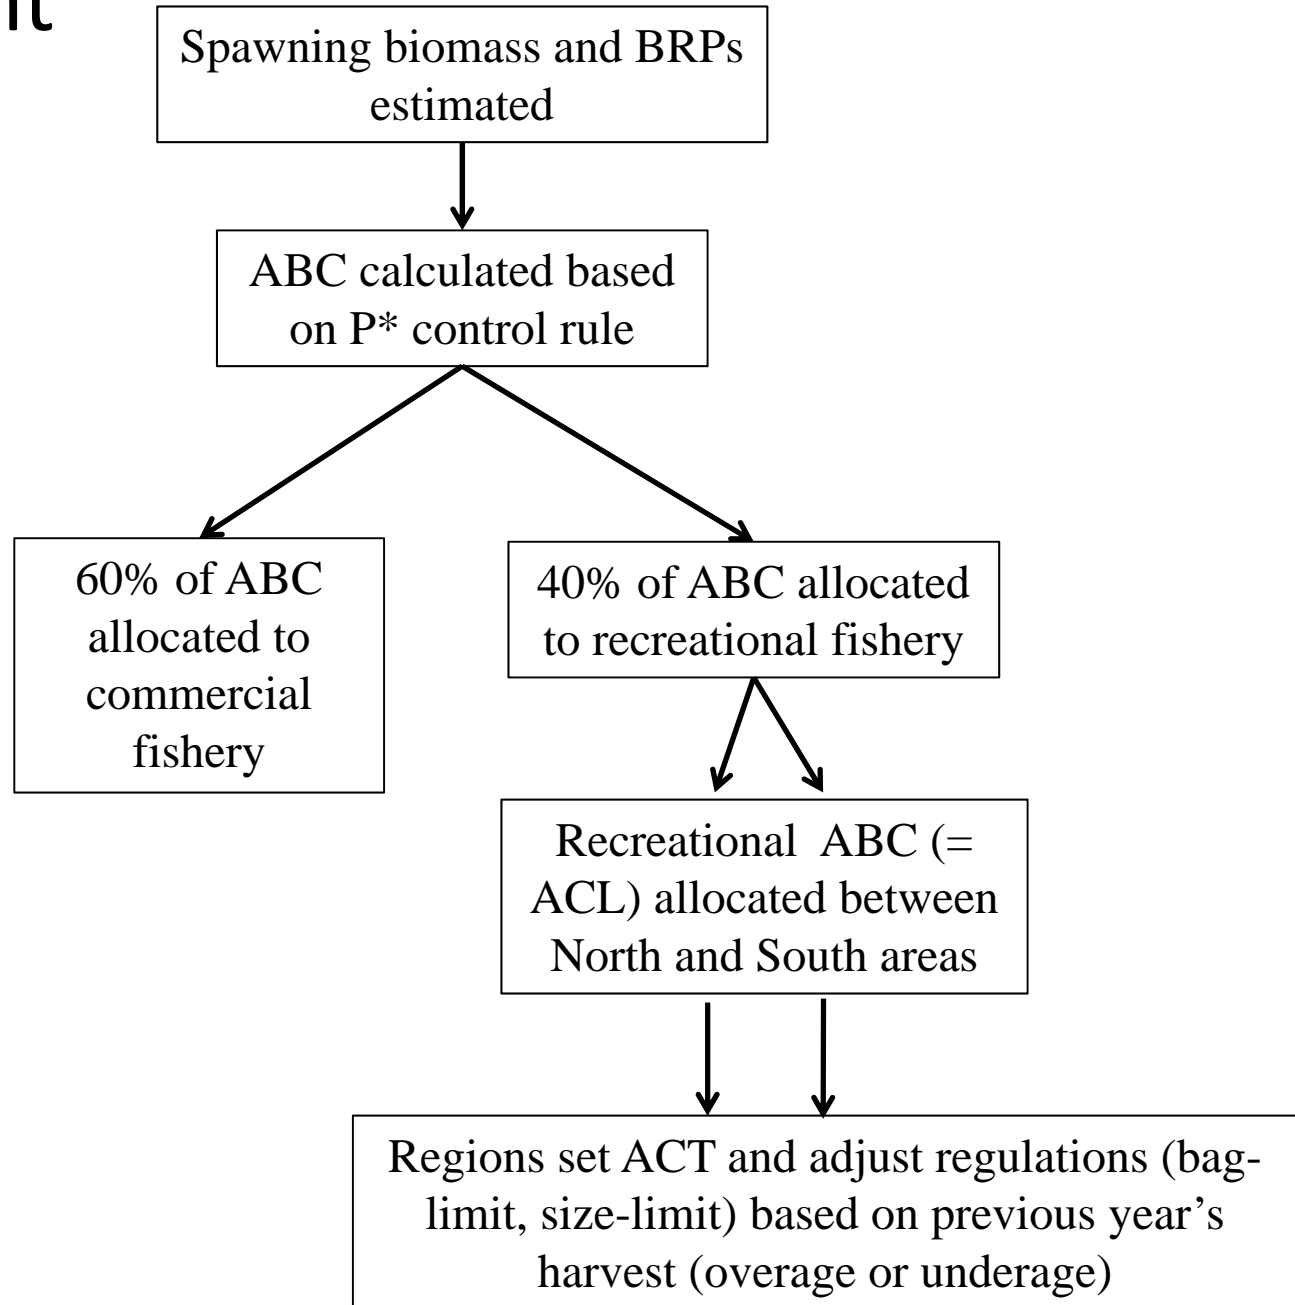 Spawning biomass and BRPs
estimated
ABC calculated based
on P* control rule
60% of ABC
allocated to
commercial
fishery
40% of ABC allocated
to recreational fishery
Recreational ABC (=
ACL) allocated between
North and South areas
Regions set ACT and adjust regulations (bag-
limit, size-limit) based on previous year’s
harvest (overage or underage)